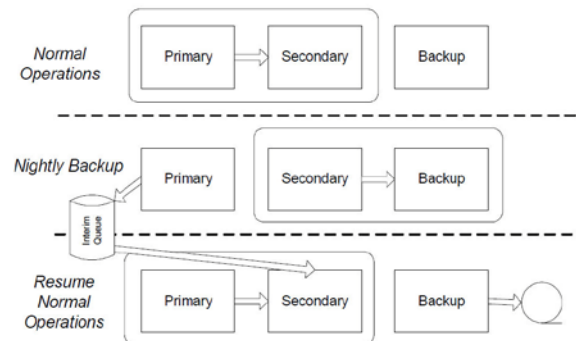 Normal
Operations
Primary
Secondary
Backup
Nightly Backup
Primary
Secondary
Backup
Interim
Queue
Resume
Normal
Operations
Primary
Secondary
Backup